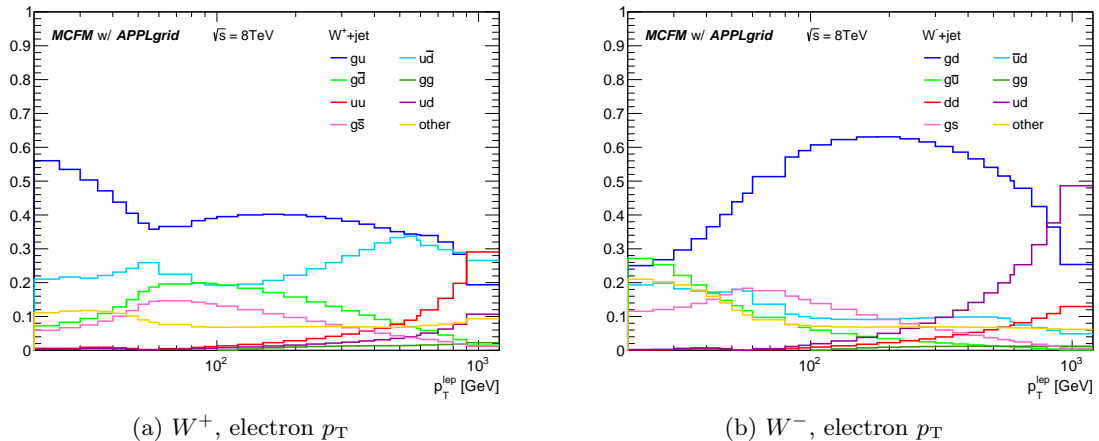 MCFM w/ APPLgrid √s = 8TeV W⁺+jet
gu ud̄
gd̄ gg
uu ud
gs̄ other
1
0.9
0.8
0.7
0.6
0.5
0.4
0.3
0.2
0.1
0
10² 10³
p_T^lep [GeV]
(a) W⁺, electron p_T
MCFM w/ APPLgrid √s = 8TeV W⁻+jet
gd ūd
gū gg
dd ud
gs other
1
0.9
0.8
0.7
0.6
0.5
0.4
0.3
0.2
0.1
0
10² 10³
p_T^lep [GeV]
(b) W⁻, electron p_T